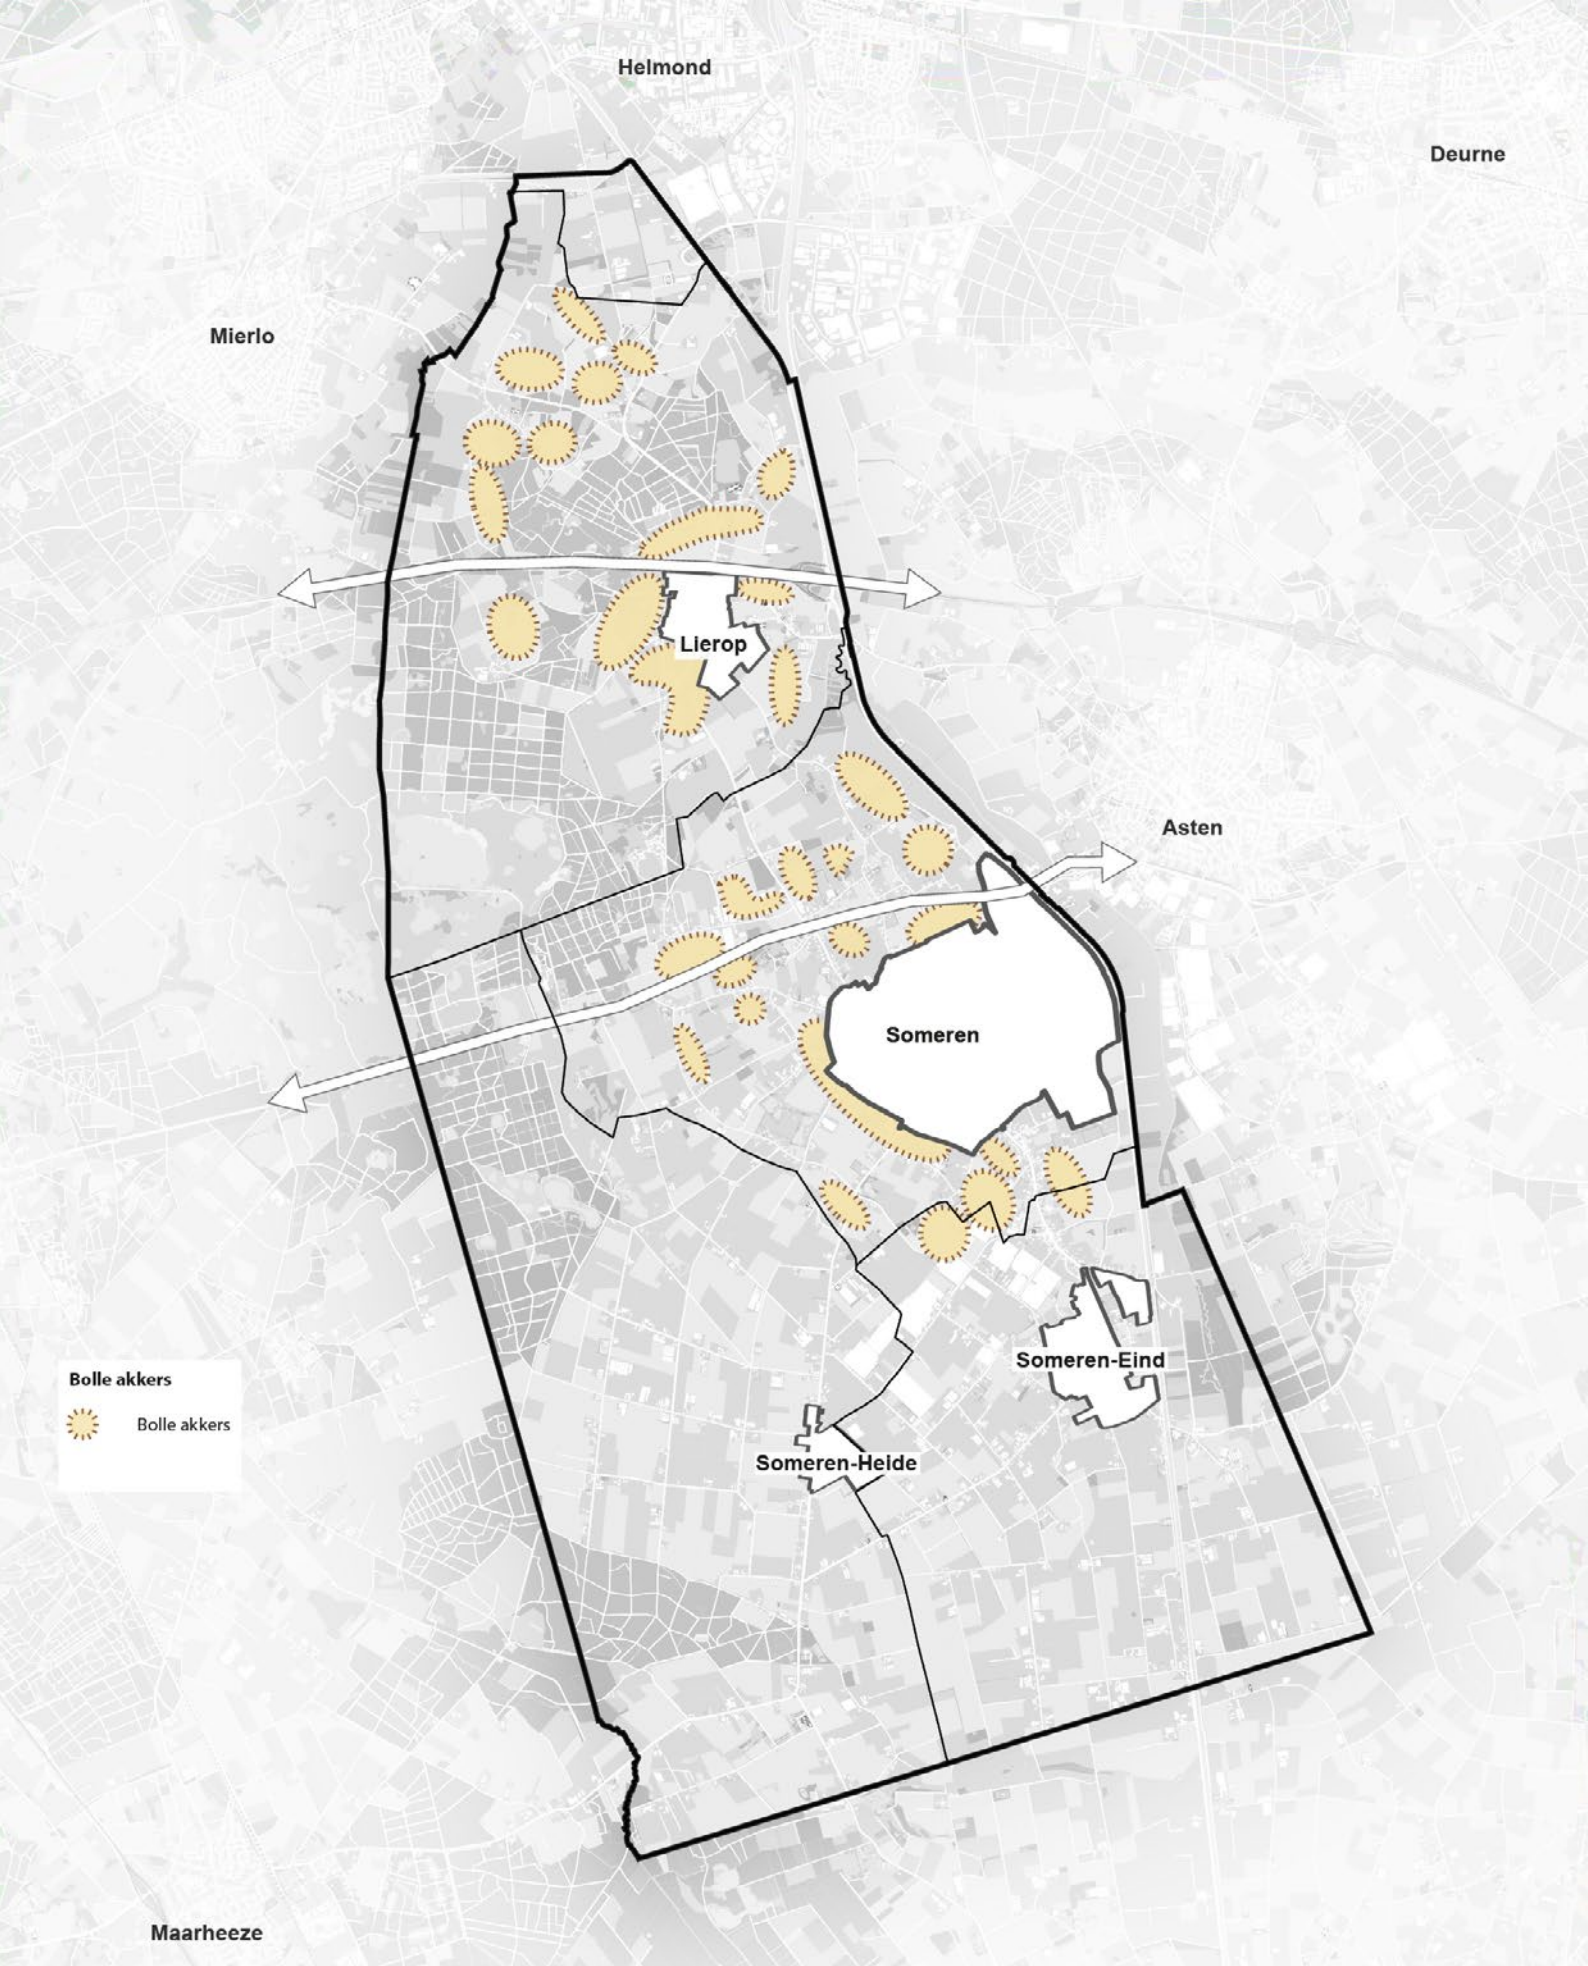 Helmond
Deurne
Mierlo
Lierop
Asten
Someren
Someren-Eind
Bolle akkers
Bolle akkers
Someren-Heide
Maarheeze